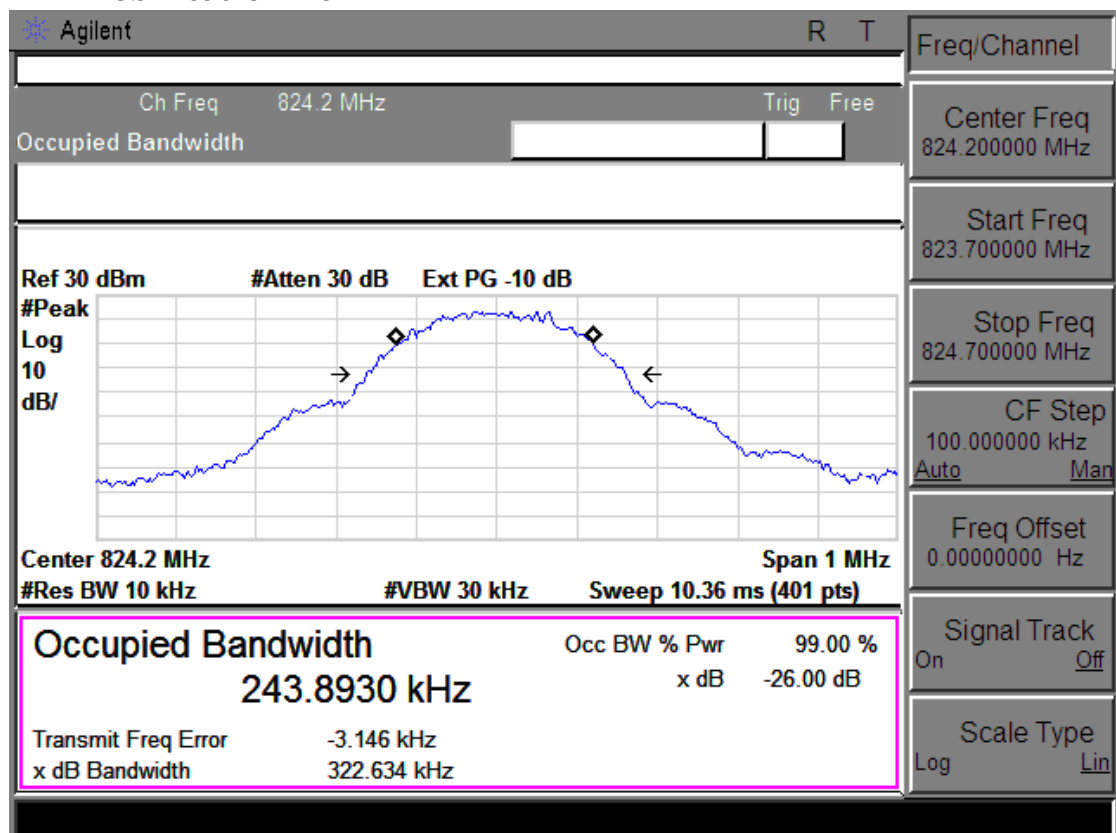 Agilent R T
Ch Freq 824.2 MHz Trig Free
Occupied Bandwidth
Ref 30 dBm #Atten 30 dB Ext PG -10 dB
#Peak
Log
10
dB/
Center 824.2 MHz Span 1 MHz
#Res BW 10 kHz #VBW 30 kHz Sweep 10.36 ms (401 pts)
Occupied Bandwidth
243.8930 kHz
Occ BW % Pwr 99.00 %
x dB -26.00 dB
Transmit Freq Error -3.146 kHz
x dB Bandwidth 322.634 kHz
Freq/Channel
Center Freq
824.200000 MHz
Start Freq
823.700000 MHz
Stop Freq
824.700000 MHz
CF Step
100.000000 kHz
Auto Man
Freq Offset
0.00000000 Hz
Signal Track
On Off
Scale Type
Log Lin